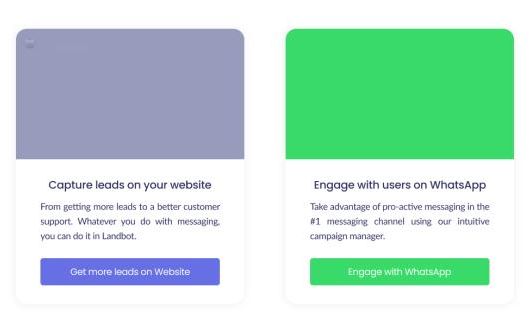 Capture leads on your website
From getting more leads to a better customer
support. Whatever you do with messaging,
you can do it in Landbot.
Get more leads on Website
Engage with users on WhatsApp
Take advantage of pro-active messaging in the
#1 messaging channel using our intuitive
campaign manager.
Engage with WhatsApp